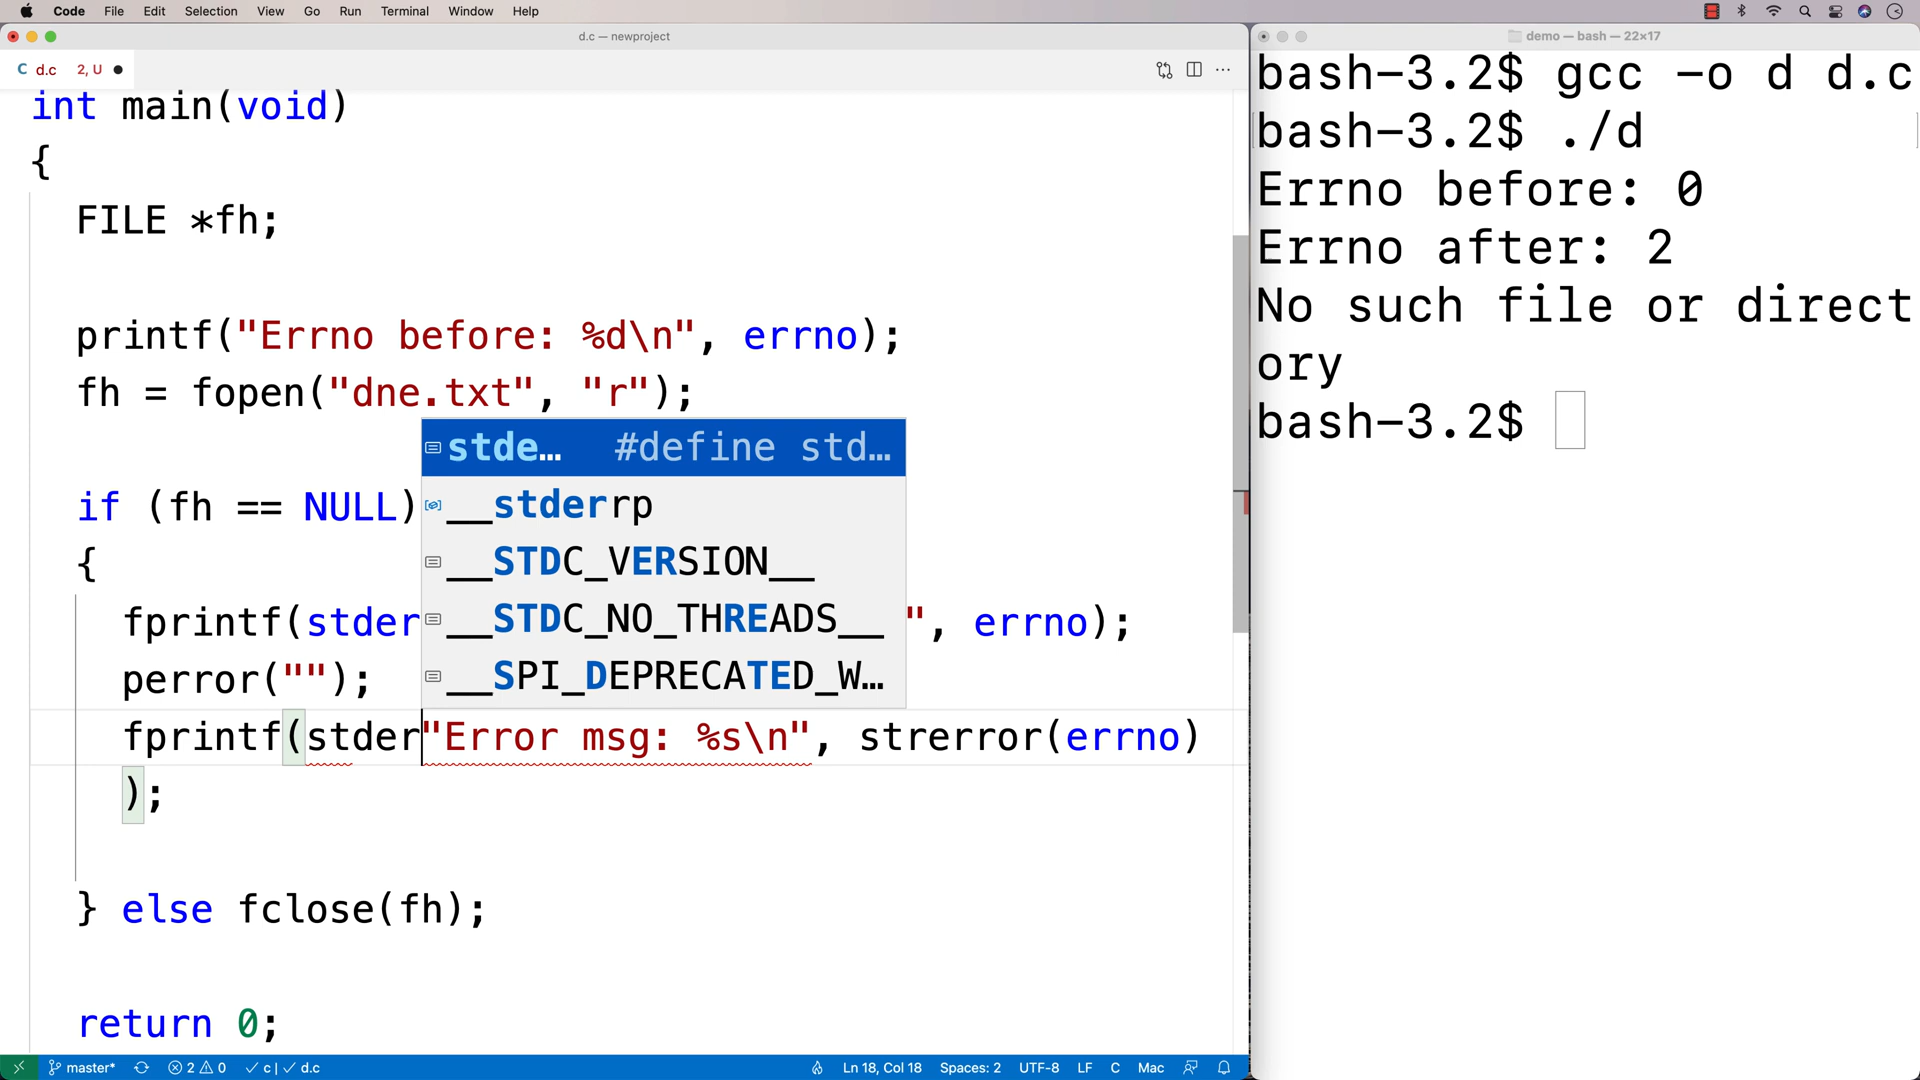 Code File Edit Selection View Go Run Terminal Window Help
d.c — newproject
C d.c 2, U
int main(void)
{
FILE *fh;
printf("Errno before: %d\n", errno);
fh = fopen("dne.txt", "r");
stde… #define std…
if (fh == NULL)
__stderrp
{
__STDC_VERSION__
fprintf(stder
__STDC_NO_THREADS__
", errno);
perror("");
__SPI_DEPRECATED_W…
fprintf(stder"Error msg: %s\n", strerror(errno)
);
} else fclose(fh);
return 0;
master* 2 0 c | d.c Ln 18, Col 18 Spaces: 2 UTF-8 LF C Mac
demo — bash — 22×17
bash-3.2$ gcc -o d d.c
bash-3.2$ ./d
Errno before: 0
Errno after: 2
No such file or direct
ory
bash-3.2$